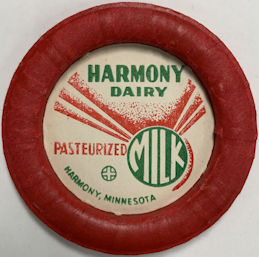 HARMONY
DAIRY
PASTEURIZED
MILK
HARMONY, MINNESOTA